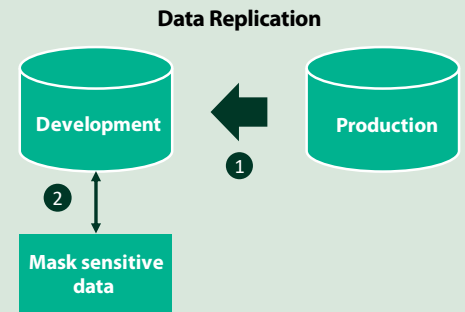 Data Replication
Development
Production
1
2
Mask sensitive
data